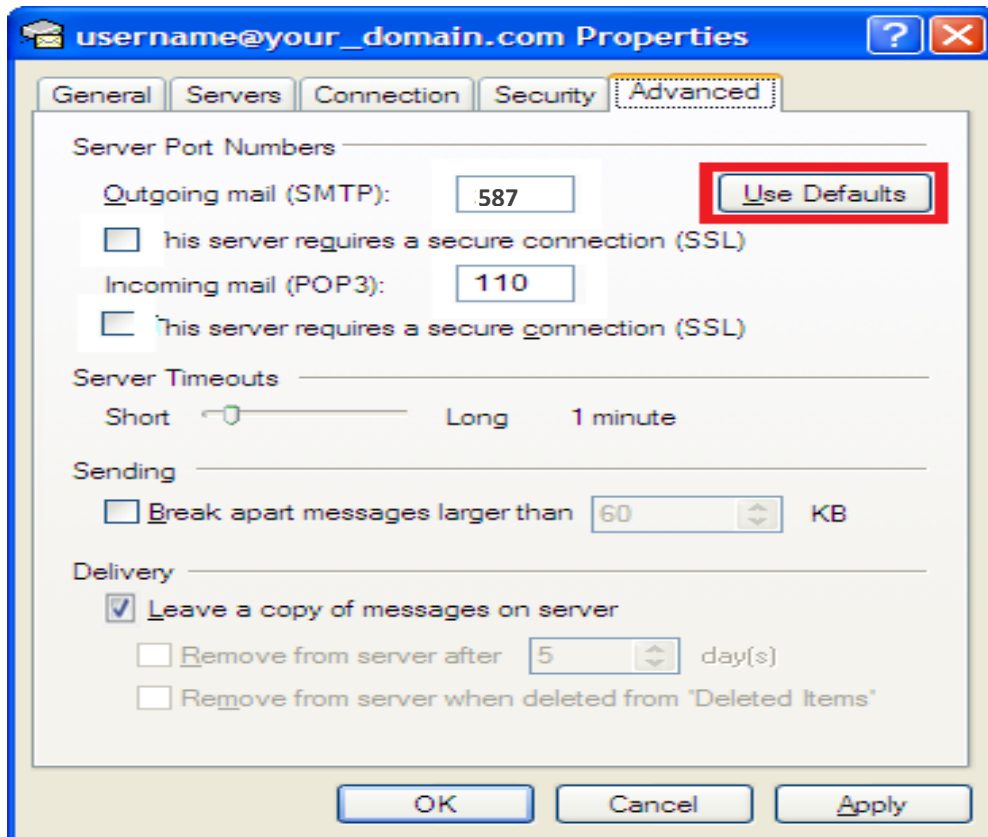 username@your_domain.com Properties
General Servers Connection Security Advanced
Server Port Numbers
Outgoing mail (SMTP): 587 Use Defaults
his server requires a secure connection (SSL)
Incoming mail (POP3): 110
This server requires a secure connection (SSL)
Server Timeouts
Short Long 1 minute
Sending
Break apart messages larger than 60 KB
Delivery
Leave a copy of messages on server
Remove from server after 5 day(s)
Remove from server when deleted from 'Deleted Items'
OK Cancel Apply